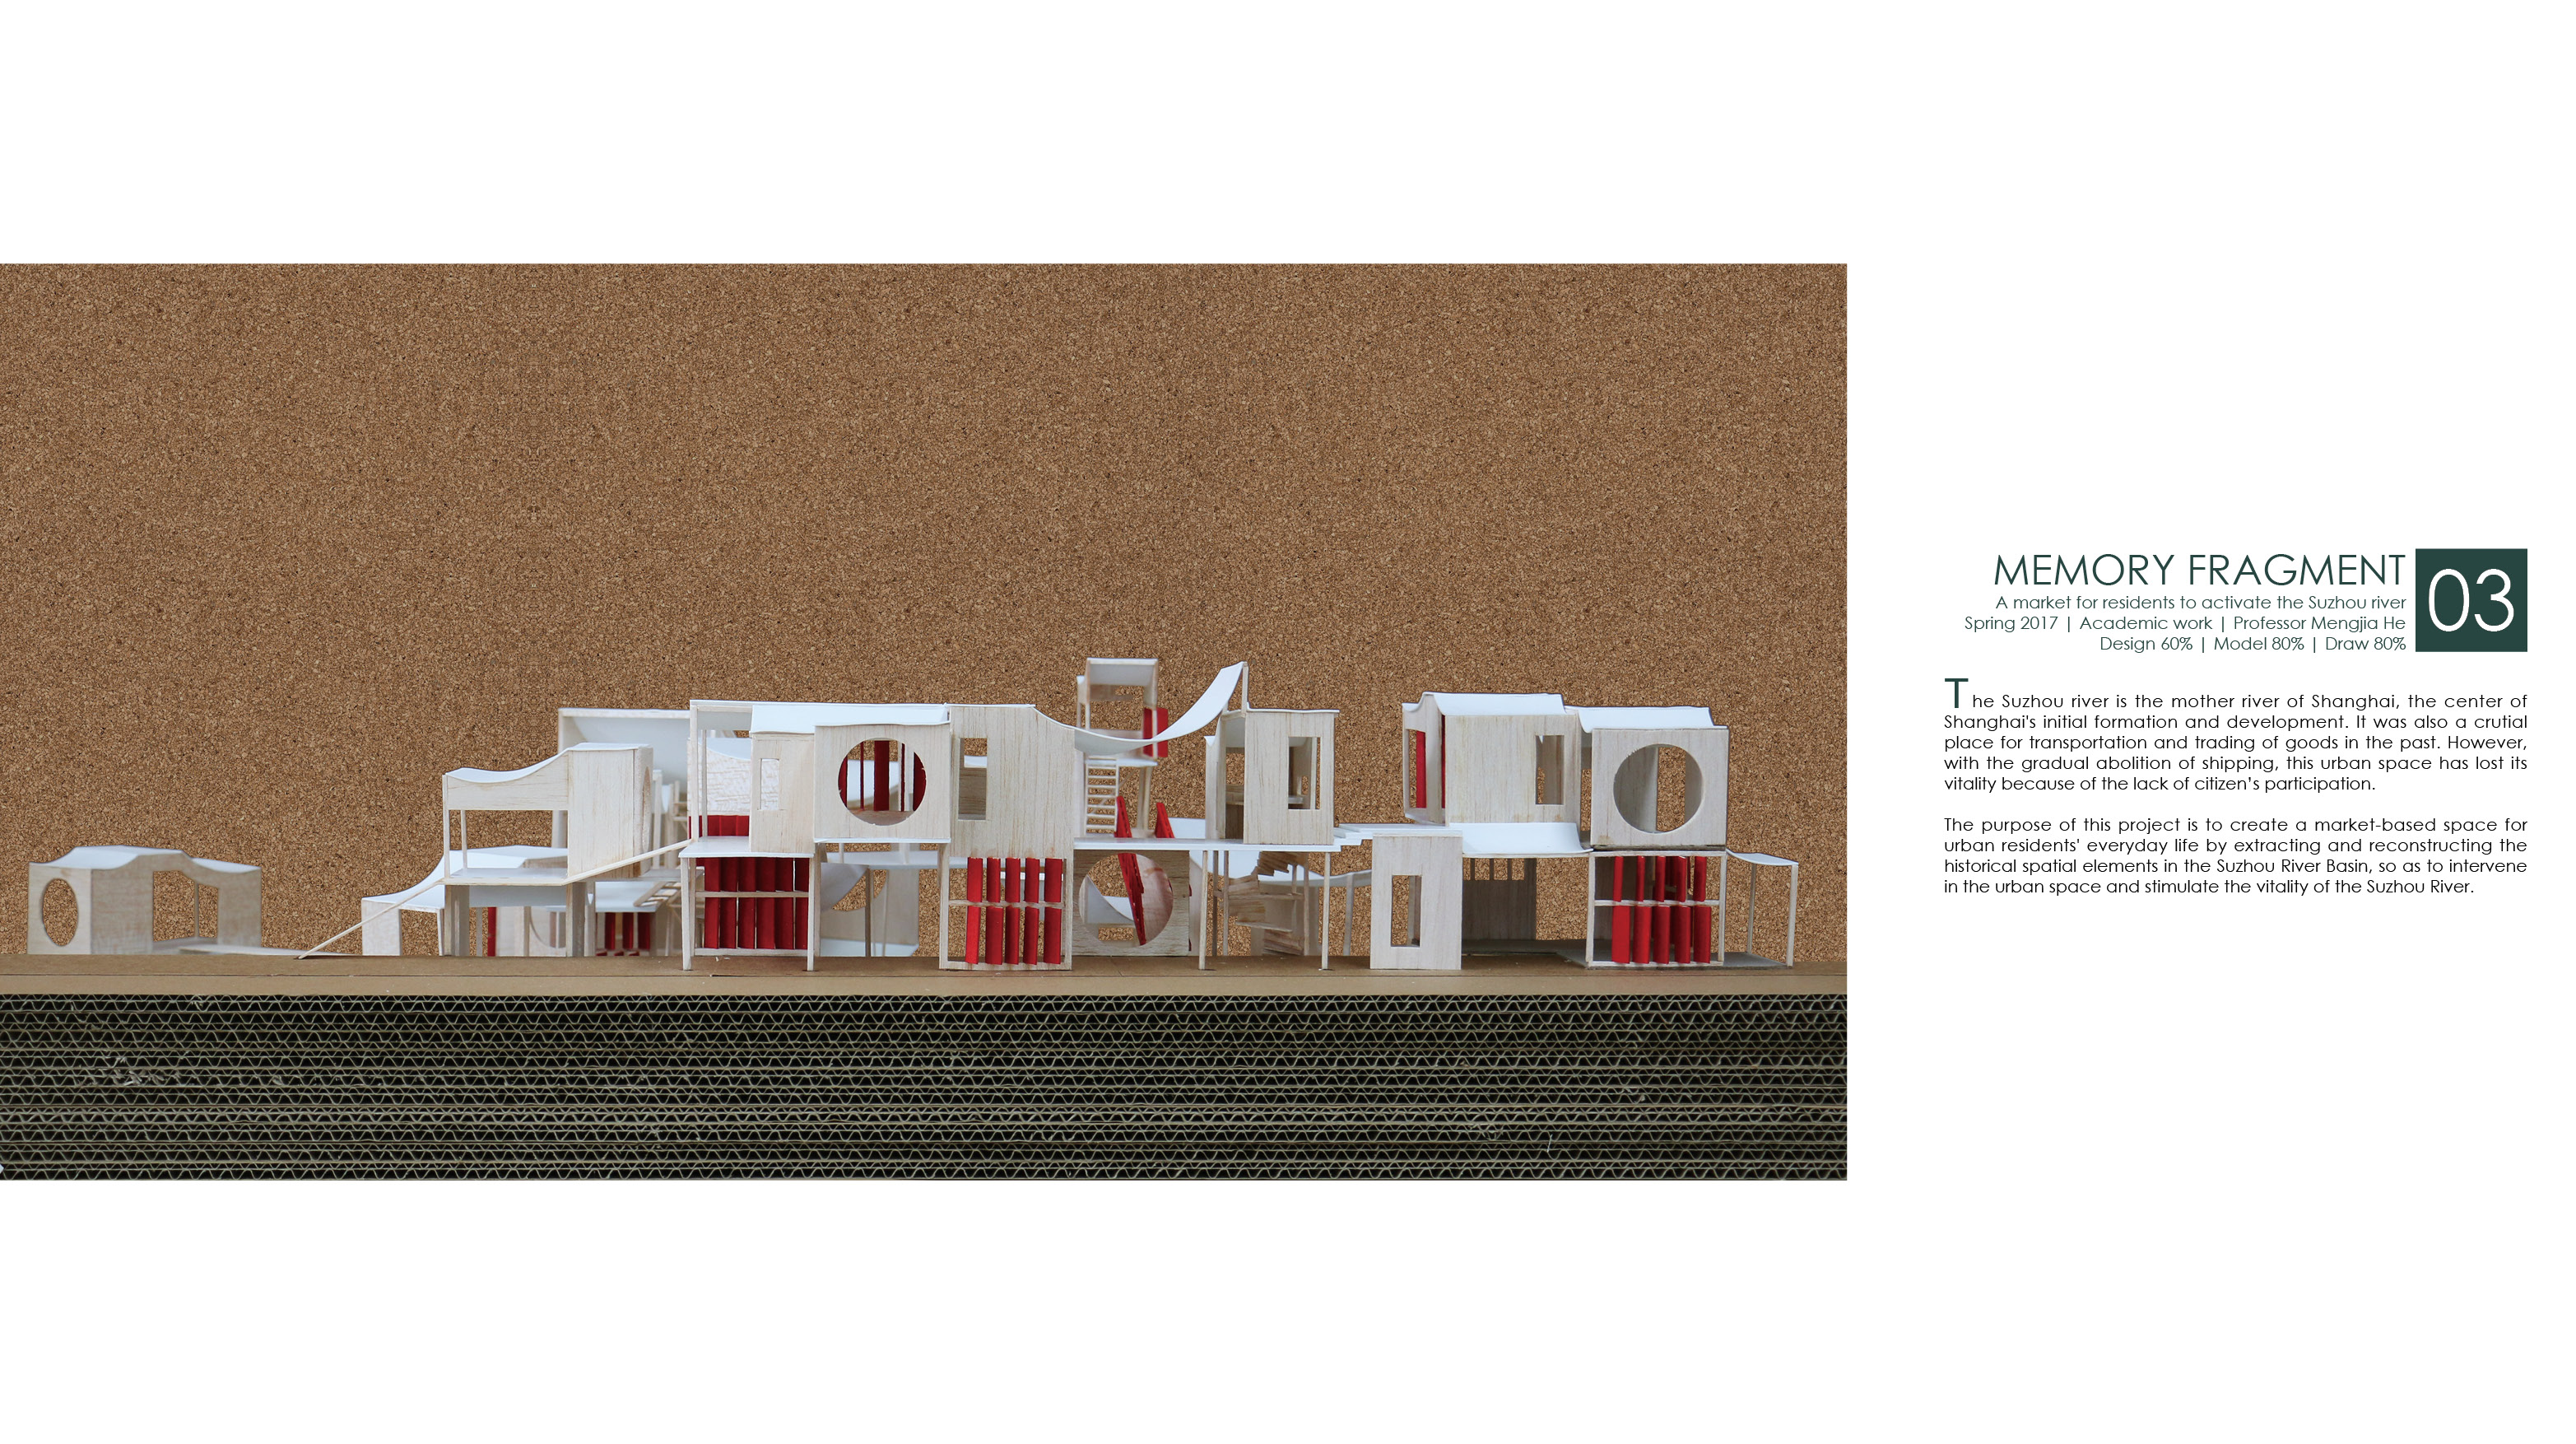 MEMORY FRAGMENT
03
A market for residents to activate the Suzhou river
Spring 2017 | Academic work | Professor Mengjia He
Design 60% | Model 80% | Draw 80%
The Suzhou river is the mother river of Shanghai, the center of
Shanghai's initial formation and development. It was also a crutial
place for transportation and trading of goods in the past. However,
with the gradual abolition of shipping, this urban space has lost its
vitality because of the lack of citizen’s participation.
The purpose of this project is to create a market-based space for
urban residents' everyday life by extracting and reconstructing the
historical spatial elements in the Suzhou River Basin, so as to intervene
in the urban space and stimulate the vitality of the Suzhou River.